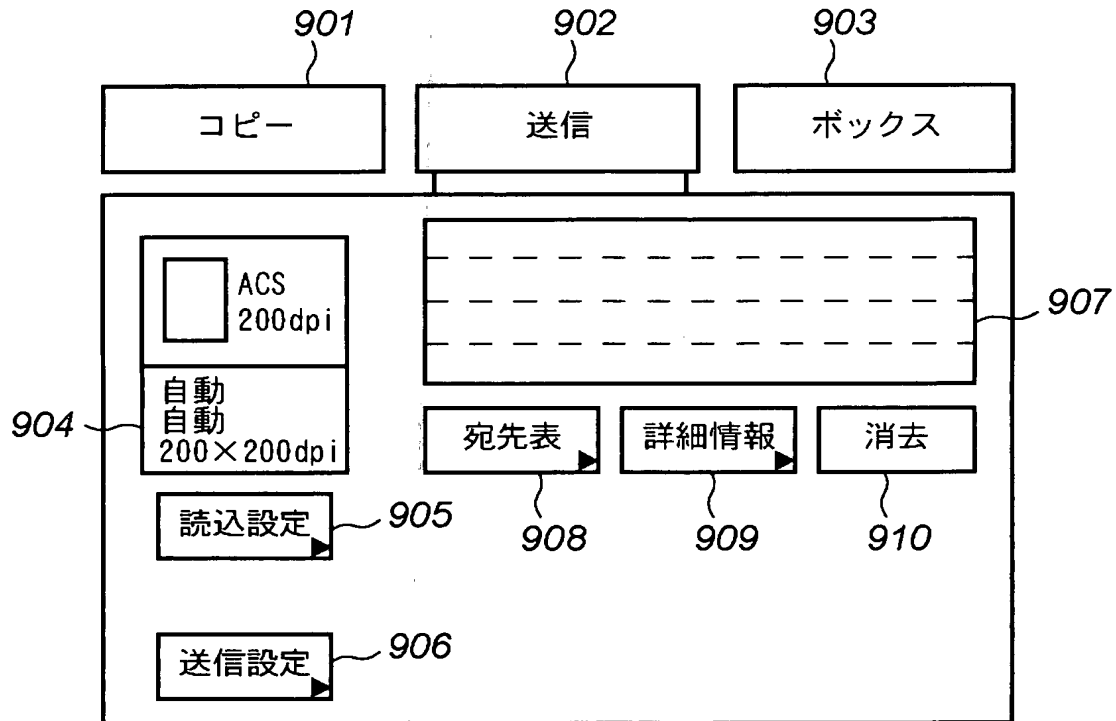 901
902
903
コピー
送信
ボックス
ACS
200dpi
907
自動
自動
200×200dpi
904
宛先表
詳細情報
消去
908
909
910
読込設定
905
送信設定
906